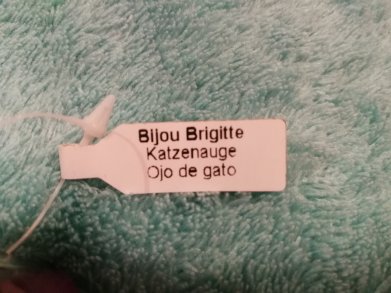 Bijou Brigitte
Katzenauge
Ojo de gato